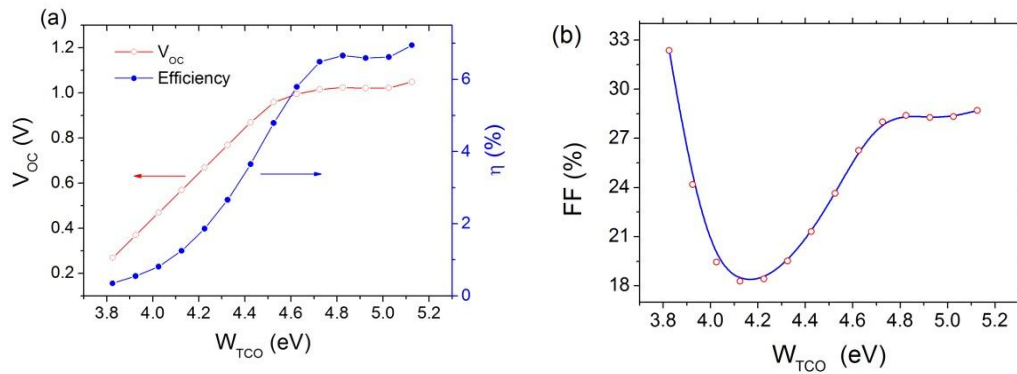 (a)
V_OC
Efficiency
1.2
1.0
0.8
0.6
0.4
0.2
V_OC (V)
6
4
2
0
η (%)
3.8 4.0 4.2 4.4 4.6 4.8 5.0 5.2
W_TCO (eV)
(b)
33
30
27
24
21
18
FF (%)
3.8 4.0 4.2 4.4 4.6 4.8 5.0 5.2
W_TCO (eV)